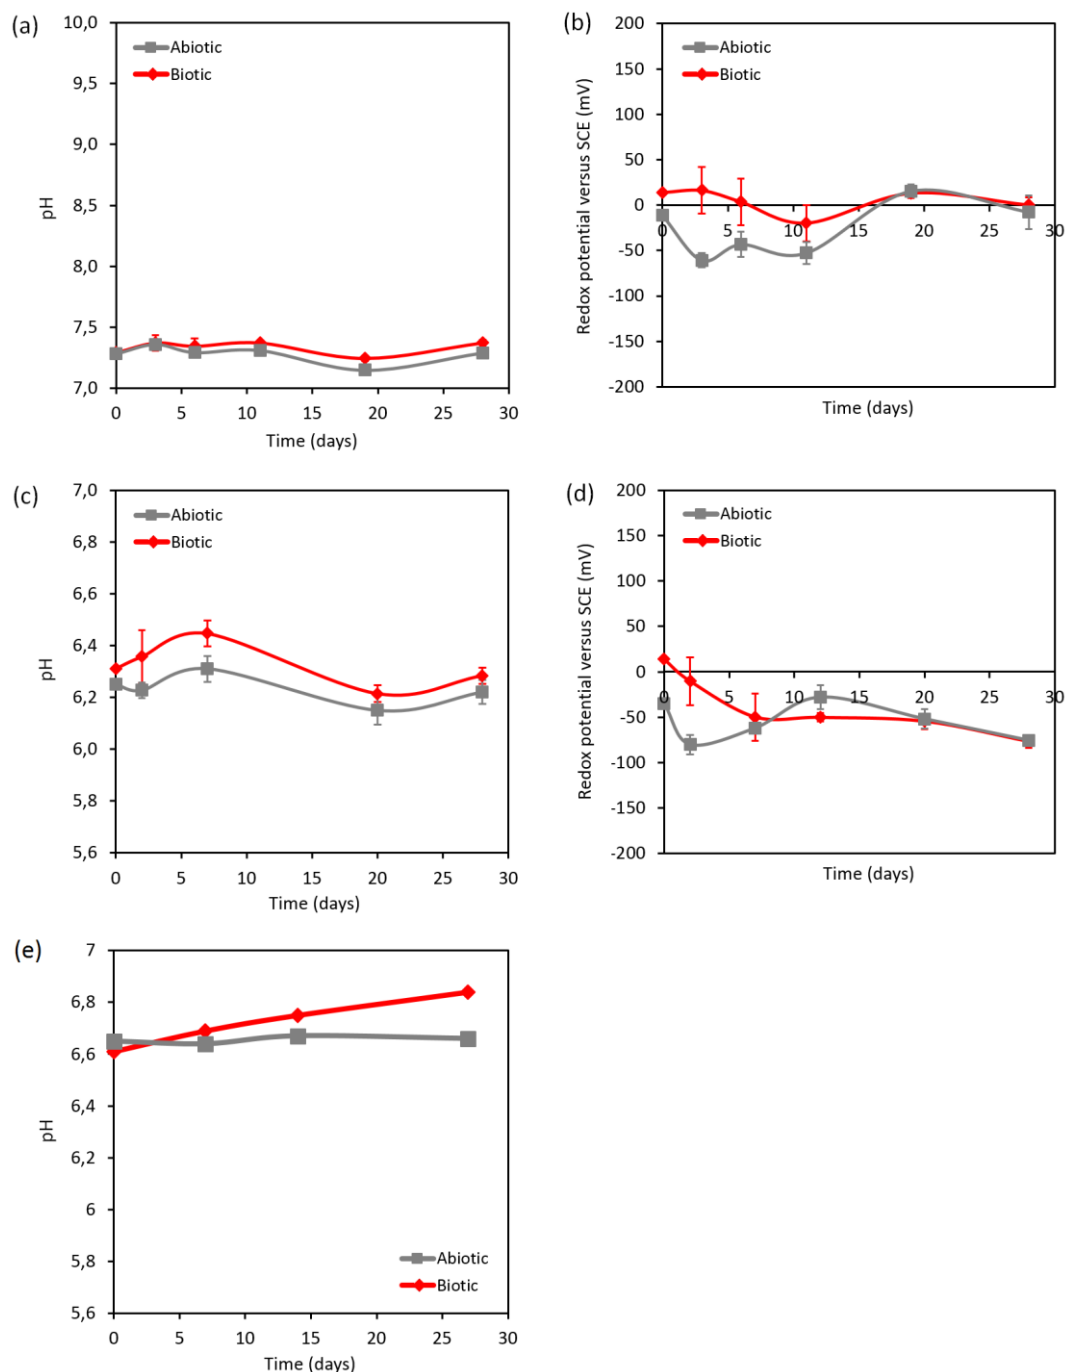 (a)
10,0
9,5
9,0
8,5
8,0
7,5
7,0
pH
Abiotic
Biotic
0 5 10 15 20 25 30
Time (days)
(b)
200
150
100
50
0
-50
-100
-150
-200
Redox potential versus SCE (mV)
Abiotic
Biotic
0 5 10 15 20 25 30
Time (days)
(c)
7,0
6,8
6,6
6,4
6,2
6,0
5,8
5,6
pH
Abiotic
Biotic
0 5 10 15 20 25 30
Time (days)
(d)
200
150
100
50
0
-50
-100
-150
-200
Redox potential versus SCE (mV)
Abiotic
Biotic
0 5 10 15 20 25 30
Time (days)
(e)
7
6,8
6,6
6,4
6,2
6
5,8
5,6
pH
Abiotic
Biotic
0 5 10 15 20 25 30
Time (days)